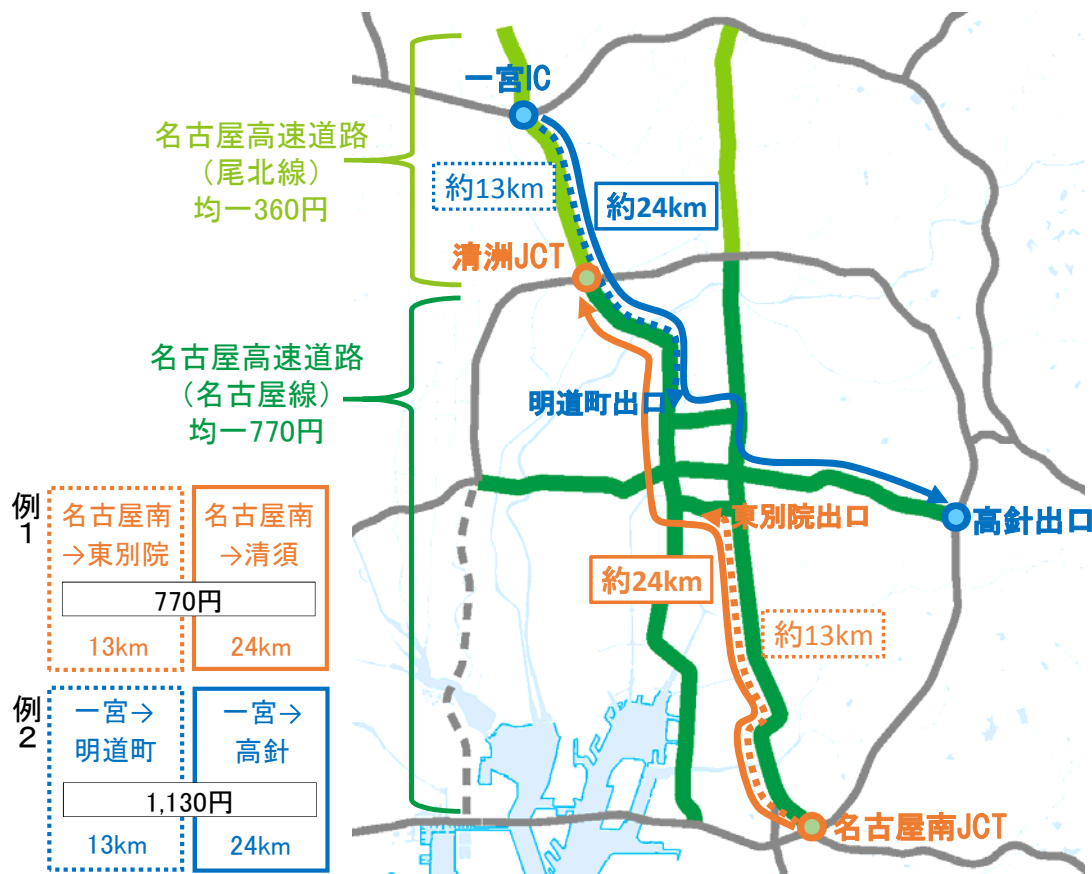 一宮IC
名古屋高速道路
（尾北線）
均一360円
約13km
約24km
清洲JCT
名古屋高速道路
（名古屋線）
均一770円
明道町出口
東別院出口
高針出口
約24km
約13km
名古屋南JCT
例1
名古屋南
→東別院
名古屋南
→清須
770円
13km
24km
例2
一宮→
明道町
一宮→
高針
1,130円
13km
24km